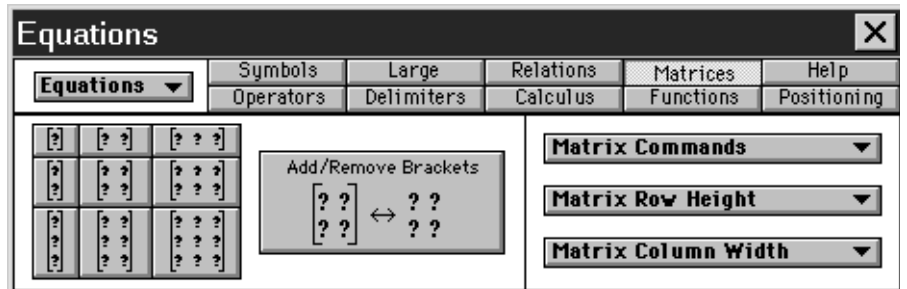 Equations
Equations
Symbols Large Relations Matrices Help
Operators Delimiters Calculus Functions Positioning
[?] [? ?] [? ? ?]
[?] [? ?] [? ? ?]
[?] [? ?] [? ? ?]
[?] [? ?] [? ? ?]
[?] [? ?] [? ? ?]
[?] [? ?] [? ? ?]
Add/Remove Brackets
[? ?] ↔ ? ?
[? ?] ? ?
Matrix Commands
Matrix Row Height
Matrix Column Width